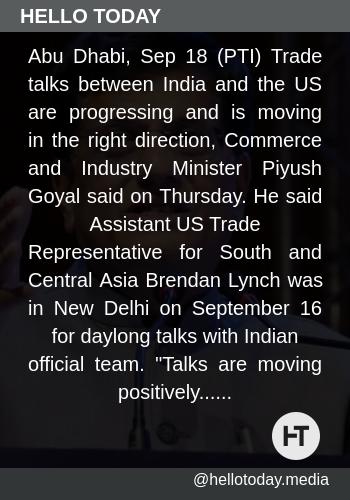 HELLO TODAY
Abu Dhabi, Sep 18 (PTI) Trade
talks between India and the US
are progressing and is moving
in the right direction, Commerce
and Industry Minister Piyush
Goyal said on Thursday. He said
Assistant US Trade
Representative for South and
Central Asia Brendan Lynch was
in New Delhi on September 16
for daylong talks with Indian
official team. "Talks are moving
positively......
HT
@hellotoday.media